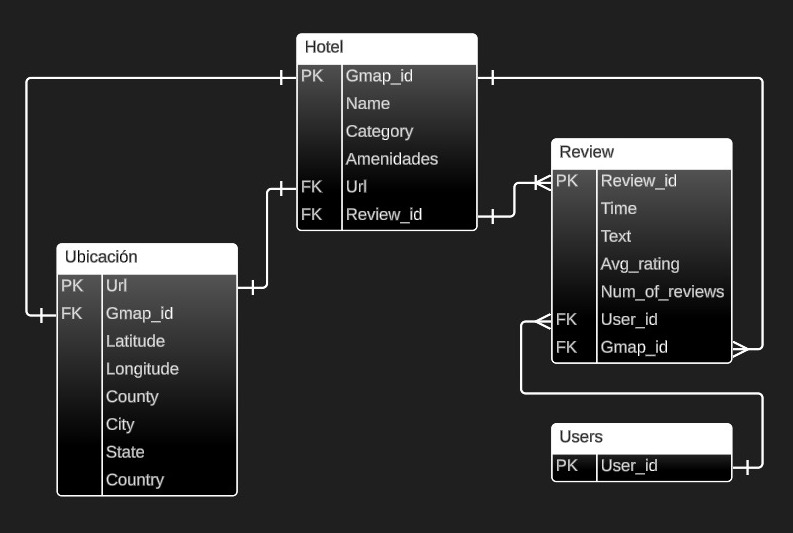 Hotel
PK Gmap_id
Name
Category
Amenidades
FK Url
FK Review_id
Review
PK Review_id
Time
Text
Avg_rating
Num_of_reviews
FK User_id
FK Gmap_id
Ubicación
PK Url
FK Gmap_id
Latitude
Longitude
County
City
State
Country
Users
PK User_id